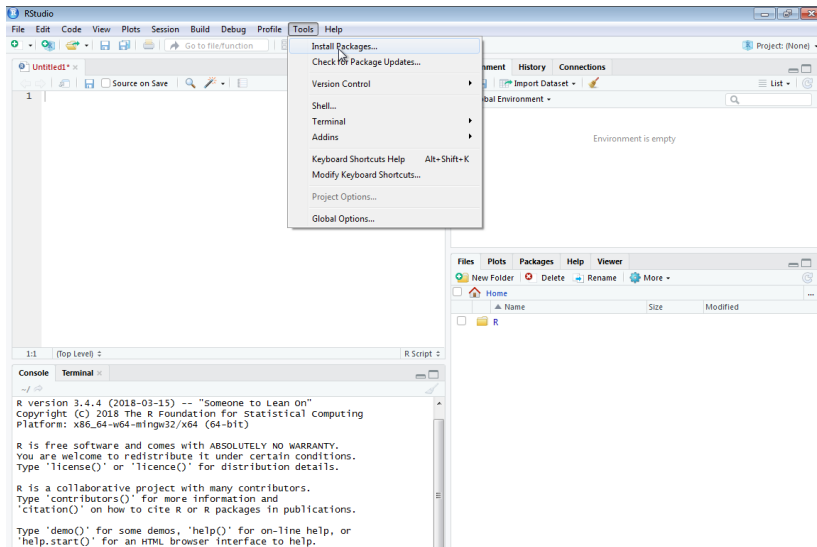 RStudio
File Edit Code View Plots Session Build Debug Profile Tools Help
Go to file/function
Project: (None)
Install Packages...
Check for Package Updates...
Version Control
Shell...
Terminal
Addins
Keyboard Shortcuts Help Alt+Shift+K
Modify Keyboard Shortcuts...
Project Options...
Global Options...
Untitled1*
Source on Save
1
1:1 (Top Level) R Script
Console Terminal
~/
R version 3.4.4 (2018-03-15) -- "Someone to Lean On"
Copyright (C) 2018 The R Foundation for Statistical Computing
Platform: x86_64-w64-mingw32/x64 (64-bit)
R is free software and comes with ABSOLUTELY NO WARRANTY.
You are welcome to redistribute it under certain conditions.
Type 'license()' or 'licence()' for distribution details.
R is a collaborative project with many contributors.
Type 'contributors()' for more information and
'citation()' on how to cite R or R packages in publications.
Type 'demo()' for some demos, 'help()' for on-line help, or
'help.start()' for an HTML browser interface to help.
nment History Connections
Import Dataset List
bal Environment
Environment is empty
Files Plots Packages Help Viewer
New Folder Delete Rename More
Home ...
Name Size Modified
R